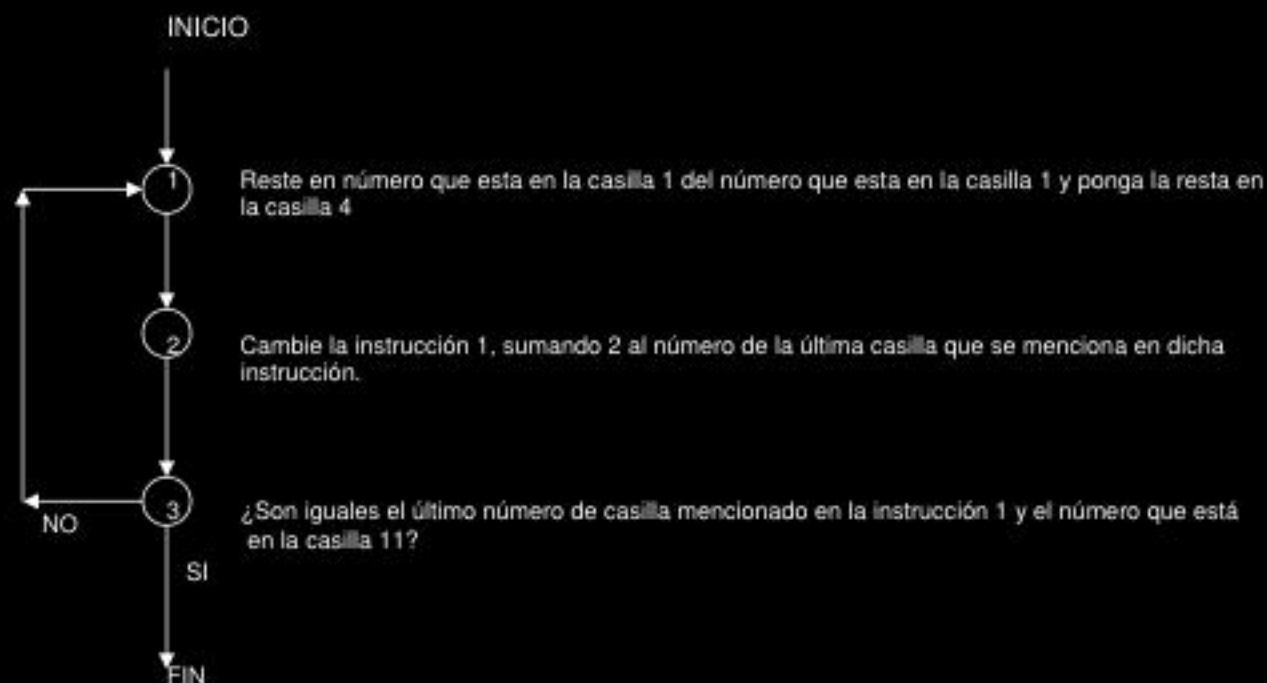 INICIO
1
Reste en número que esta en la casilla 1 del número que esta en la casilla 1 y ponga la resta en
la casilla 4
2
Cambie la instrucción 1, sumando 2 al número de la última casilla que se menciona en dicha
instrucción.
3
¿Son iguales el último número de casilla mencionado en la instrucción 1 y el número que está
en la casilla 11?
NO
SI
FIN